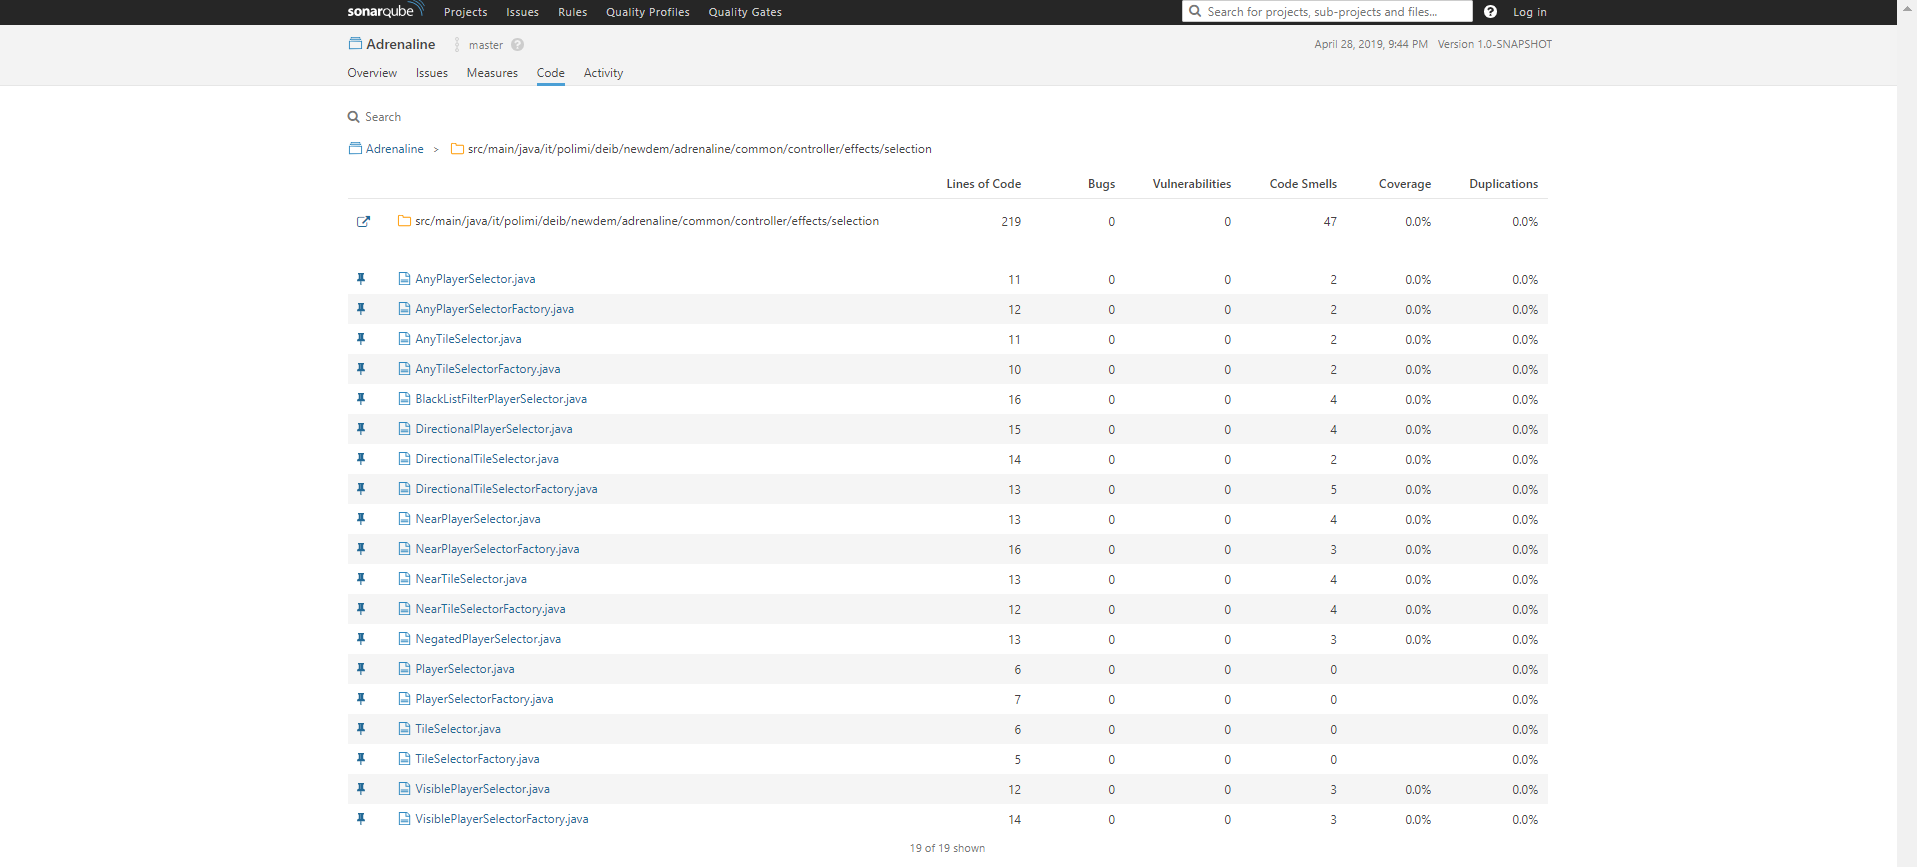 sonarqube Projects Issues Rules Quality Profiles Quality Gates Search for projects, sub-projects and files... Log in
Adrenaline master April 28, 2019, 9:44 PM Version 1.0-SNAPSHOT
Overview Issues Measures Code Activity
Search
Adrenaline > src/main/java/it/polimi/deib/newdem/adrenaline/common/controller/effects/selection
Lines of Code Bugs Vulnerabilities Code Smells Coverage Duplications
src/main/java/it/polimi/deib/newdem/adrenaline/common/controller/effects/selection 219 0 0 47 0.0% 0.0%
AnyPlayerSelector.java 11 0 0 2 0.0% 0.0%
AnyPlayerSelectorFactory.java 12 0 0 2 0.0% 0.0%
AnyTileSelector.java 11 0 0 2 0.0% 0.0%
AnyTileSelectorFactory.java 10 0 0 2 0.0% 0.0%
BlackListFilterPlayerSelector.java 16 0 0 4 0.0% 0.0%
DirectionalPlayerSelector.java 15 0 0 4 0.0% 0.0%
DirectionalTileSelector.java 14 0 0 2 0.0% 0.0%
DirectionalTileSelectorFactory.java 13 0 0 5 0.0% 0.0%
NearPlayerSelector.java 13 0 0 4 0.0% 0.0%
NearPlayerSelectorFactory.java 16 0 0 3 0.0% 0.0%
NearTileSelector.java 13 0 0 4 0.0% 0.0%
NearTileSelectorFactory.java 12 0 0 4 0.0% 0.0%
NegatedPlayerSelector.java 13 0 0 3 0.0% 0.0%
PlayerSelector.java 6 0 0 0 0.0%
PlayerSelectorFactory.java 7 0 0 0 0.0%
TileSelector.java 6 0 0 0 0.0%
TileSelectorFactory.java 5 0 0 0 0.0%
VisiblePlayerSelector.java 12 0 0 3 0.0% 0.0%
VisiblePlayerSelectorFactory.java 14 0 0 3 0.0% 0.0%
19 of 19 shown